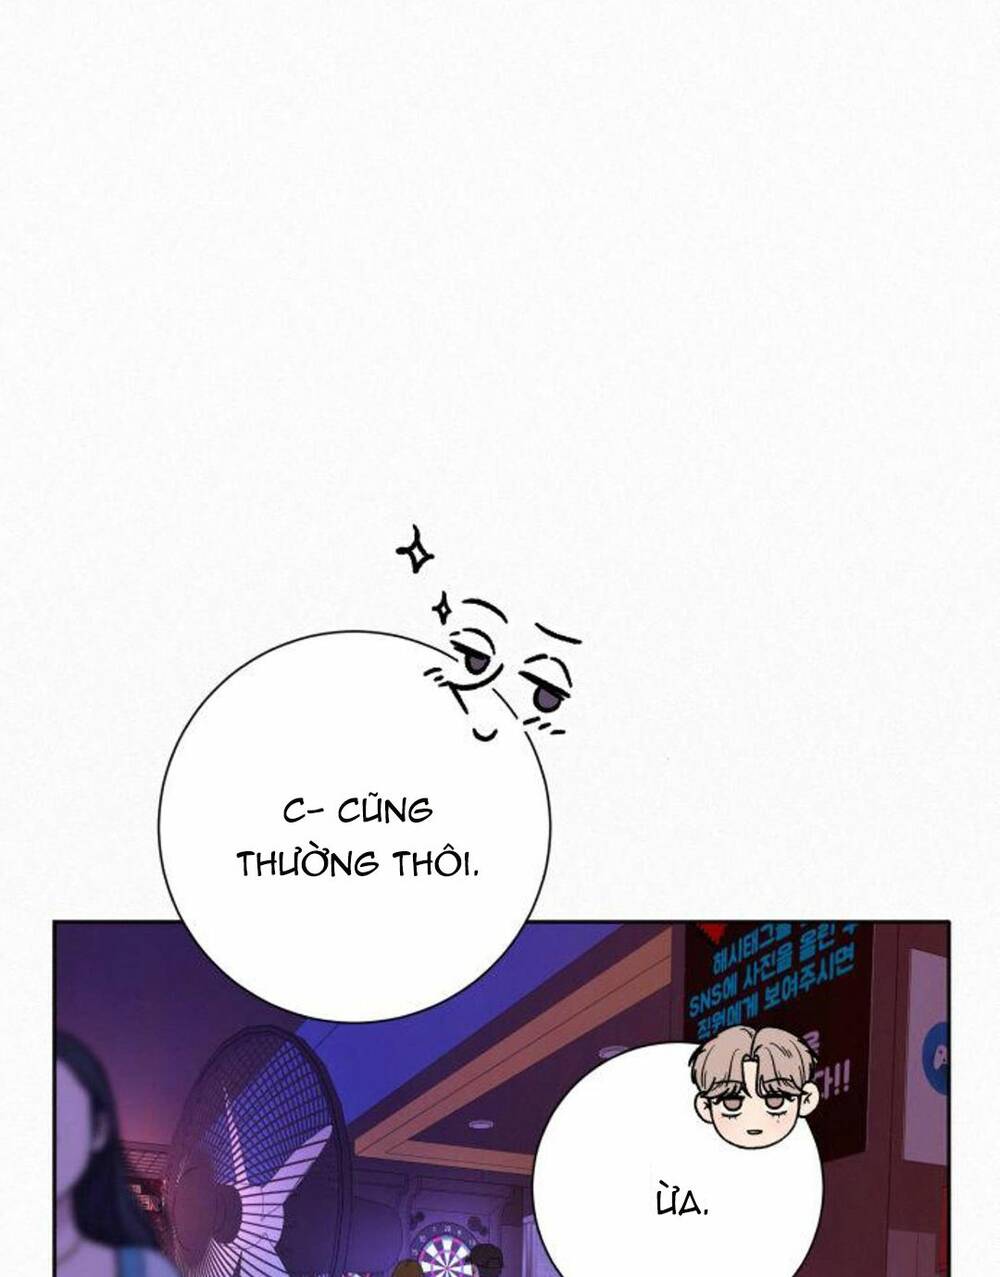 C- CŨNG
THƯỜNG THÔI.
해시태그를
SNS에 사진을 올린 후
직원에게 보여주시면
ỪA.